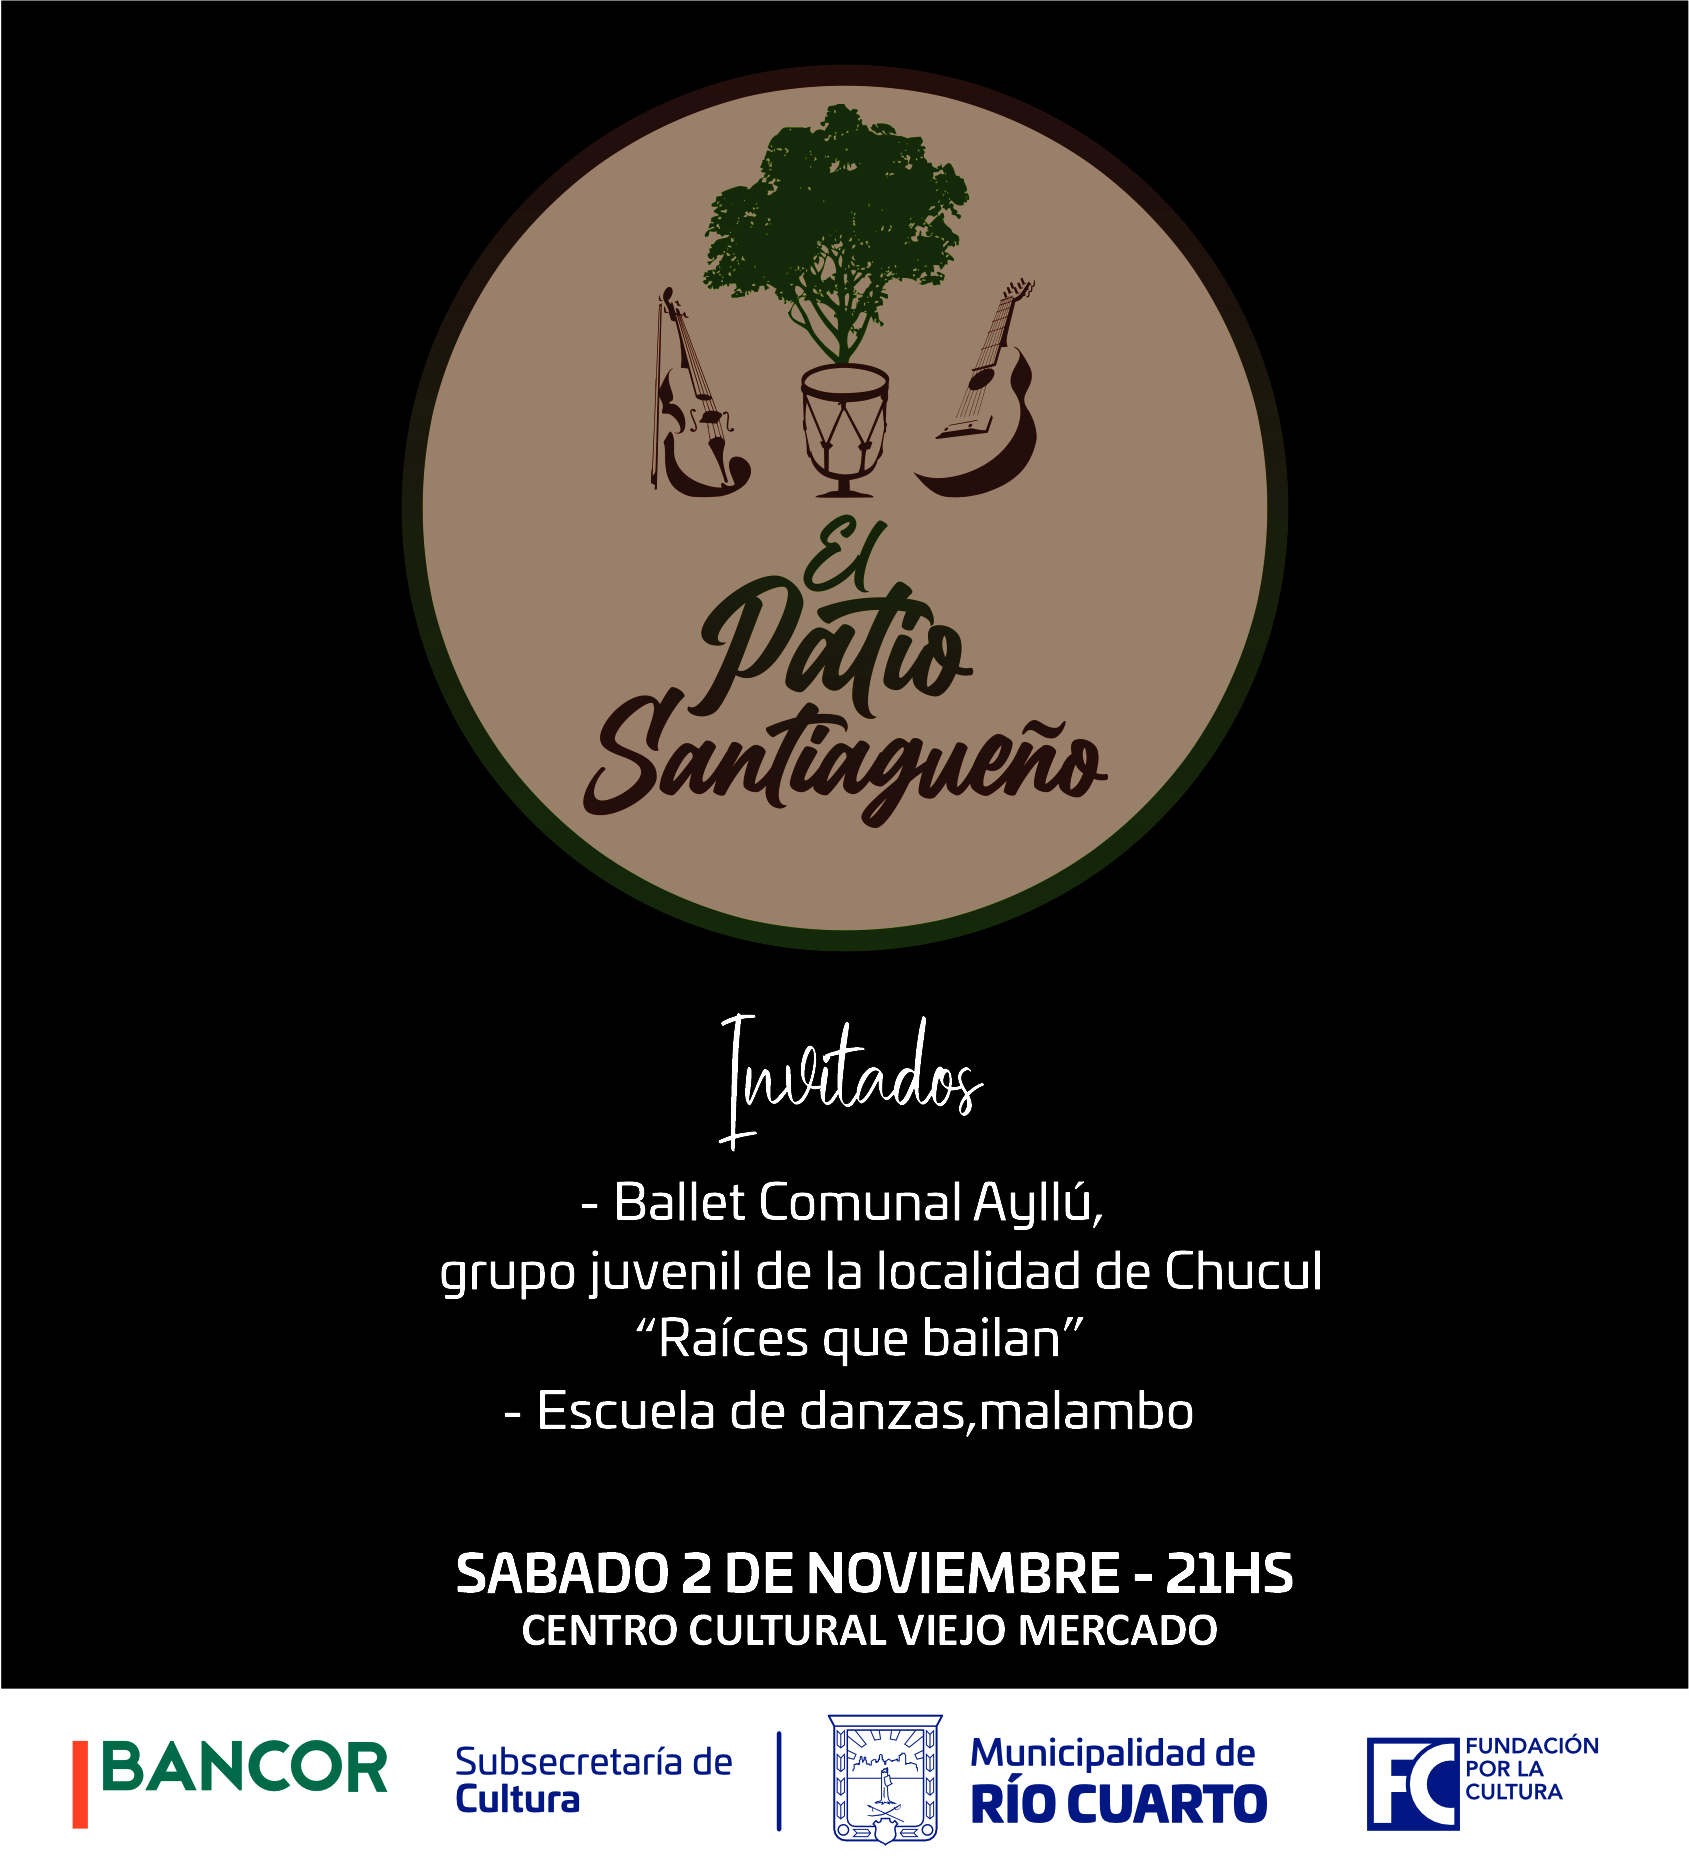 El
Patio
Santiagueño
Invitados
- Ballet Comunal Ayllú,
grupo juvenil de la localidad de Chucul
“Raíces que bailan”
- Escuela de danzas,malambo
SABADO 2 DE NOVIEMBRE - 21HS
CENTRO CULTURAL VIEJO MERCADO
BANCOR
Subsecretaría de
Cultura
Municipalidad de
RÍO CUARTO
FC
FUNDACIÓN
POR LA
CULTURA